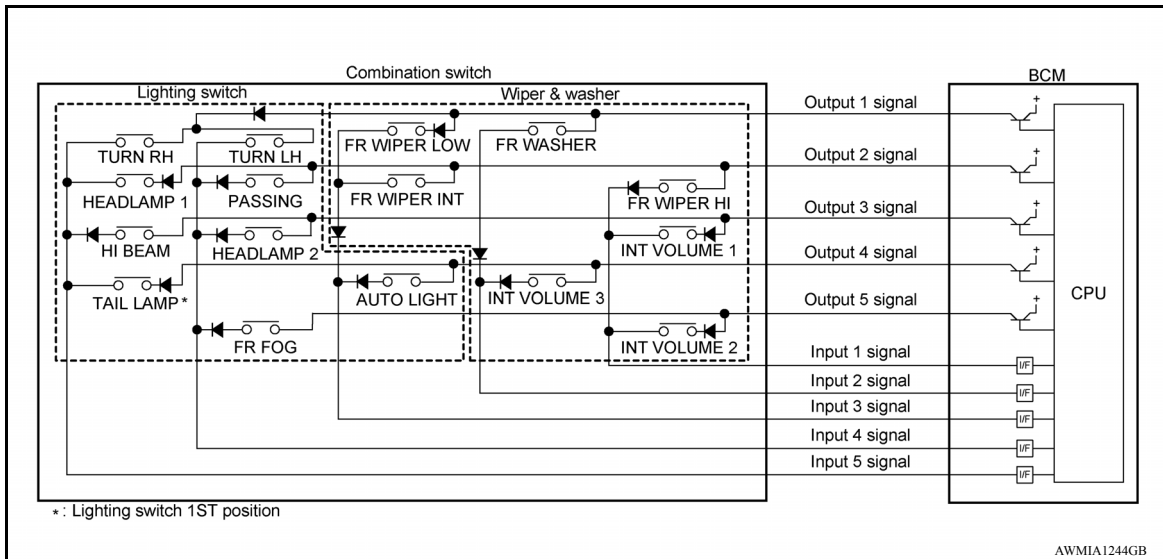 Combination switch
BCM
Lighting switch
Wiper & washer
Output 1 signal
+
TURN RH
TURN LH
FR WIPER LOW
FR WASHER
Output 2 signal
+
HEADLAMP 1
PASSING
FR WIPER INT
FR WIPER HI
Output 3 signal
+
HI BEAM
HEADLAMP 2
INT VOLUME 1
Output 4 signal
+
TAIL LAMP*
AUTO LIGHT
INT VOLUME 3
CPU
Output 5 signal
+
FR FOG
INT VOLUME 2
Input 1 signal
I/F
Input 2 signal
I/F
Input 3 signal
I/F
Input 4 signal
I/F
Input 5 signal
I/F
*: Lighting switch 1ST position
AWMIA1244GB